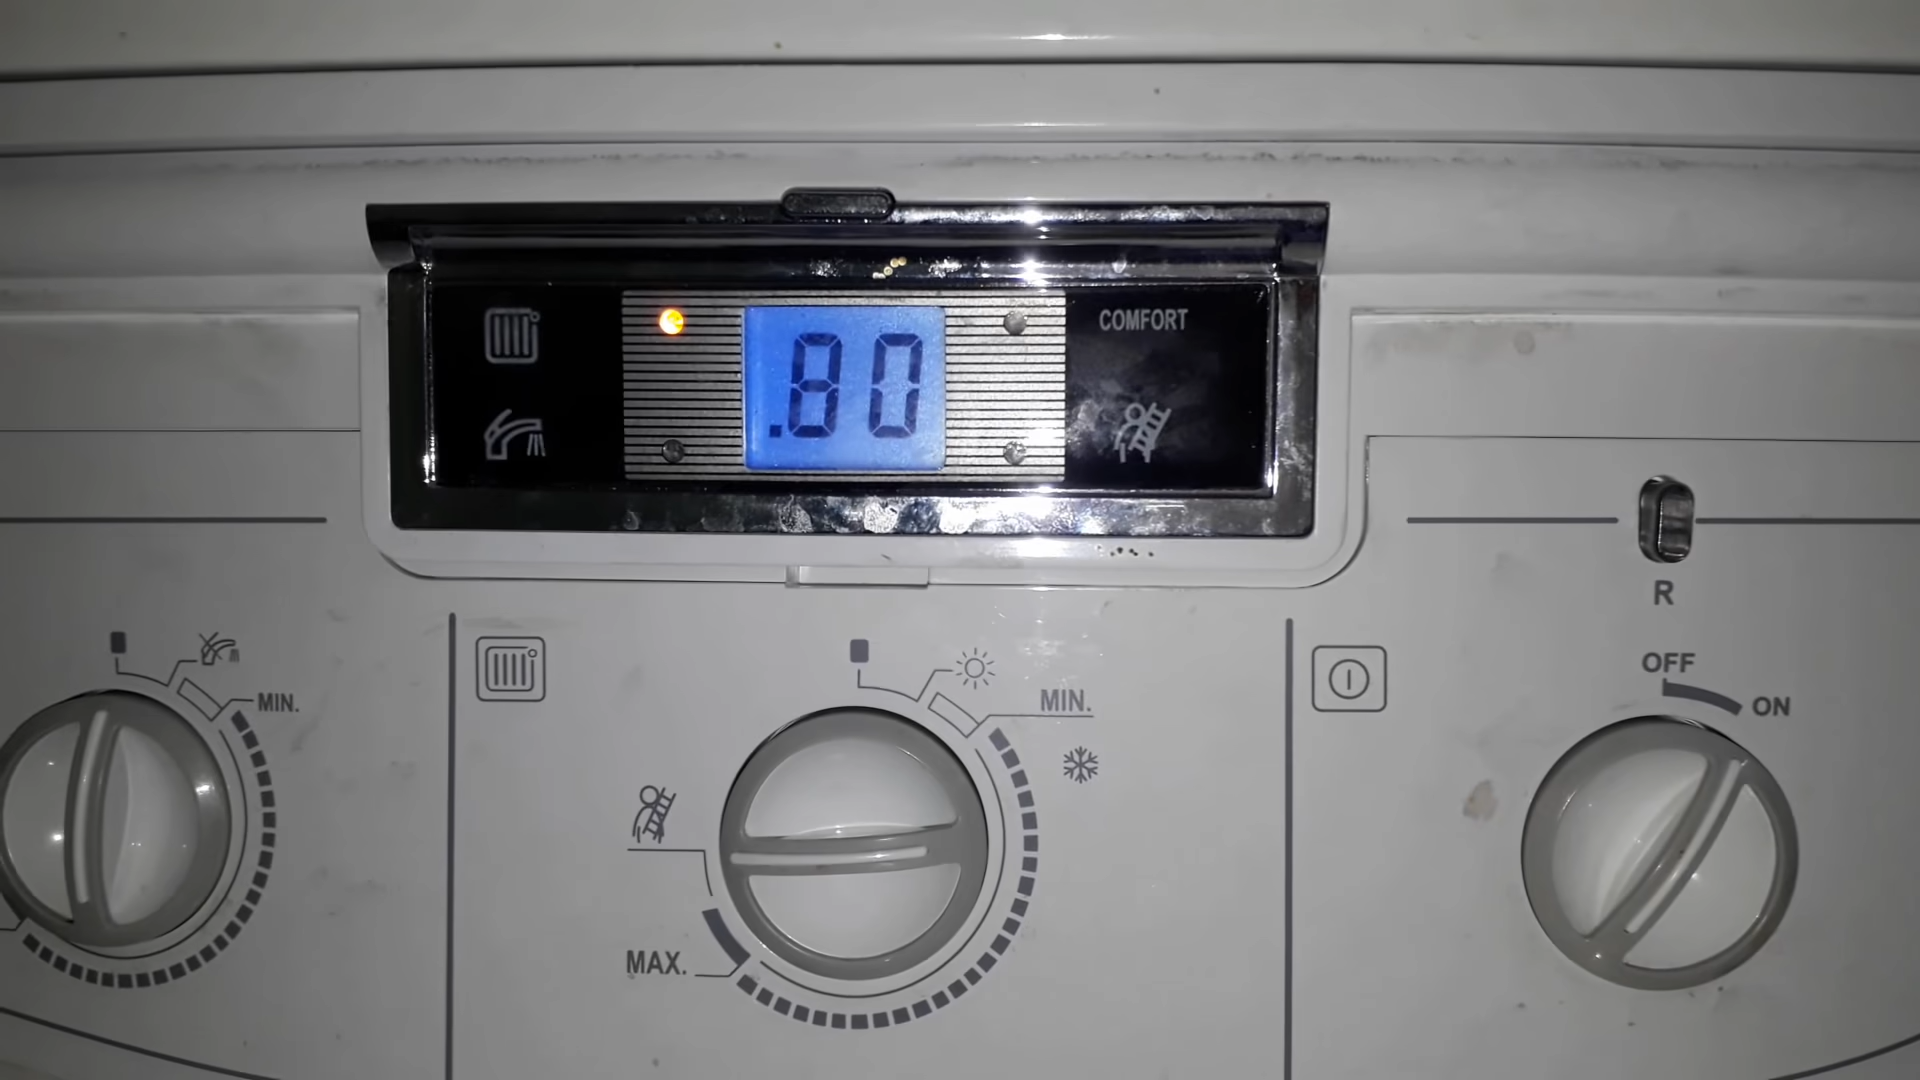 COMFORT
.80
R
OFF
ON
MIN.
MIN.
MAX.